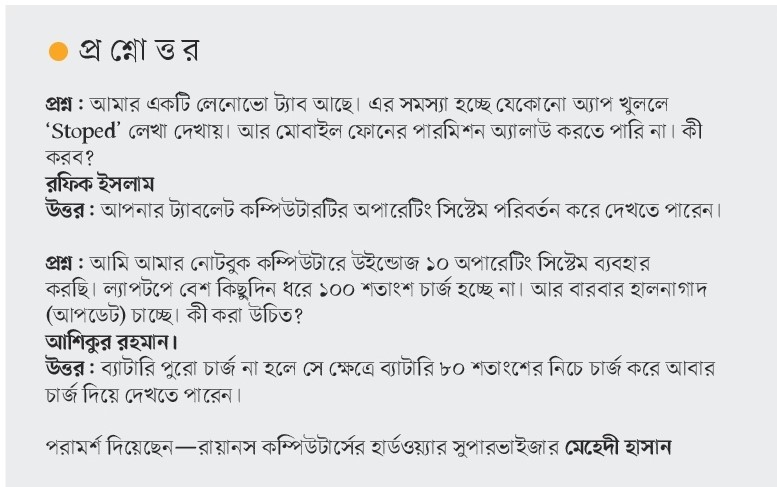 প্রশ্নোত্তর
প্রশ্ন : আমার একটি লেনোভো ট্যাব আছে। এর সমস্যা হচ্ছে যেকোনো অ্যাপ খুললে
‘Stoped’ লেখা দেখায়। আর মোবাইল ফোনের পারমিশন অ্যালাউ করতে পারি না। কী
করব?
রফিক ইসলাম
উত্তর : আপনার ট্যাবলেট কম্পিউটারটির অপারেটিং সিস্টেম পরিবর্তন করে দেখতে পারেন।
প্রশ্ন : আমি আমার নোটবুক কম্পিউটারে উইন্ডোজ ১০ অপারেটিং সিস্টেম ব্যবহার
করছি। ল্যাপটপে বেশ কিছুদিন ধরে ১০০ শতাংশ চার্জ হচ্ছে না। আর বারবার হালনাগাদ
(আপডেট) চাচ্ছে। কী করা উচিত?
আশিকুর রহমান।
উত্তর : ব্যাটারি পুরো চার্জ না হলে সে ক্ষেত্রে ব্যাটারি ৮০ শতাংশের নিচে চার্জ করে আবার
চার্জ দিয়ে দেখতে পারেন।
পরামর্শ দিয়েছেন—রায়ানস কম্পিউটার্সের হার্ডওয়্যার সুপারভাইজার মেহেদী হাসান